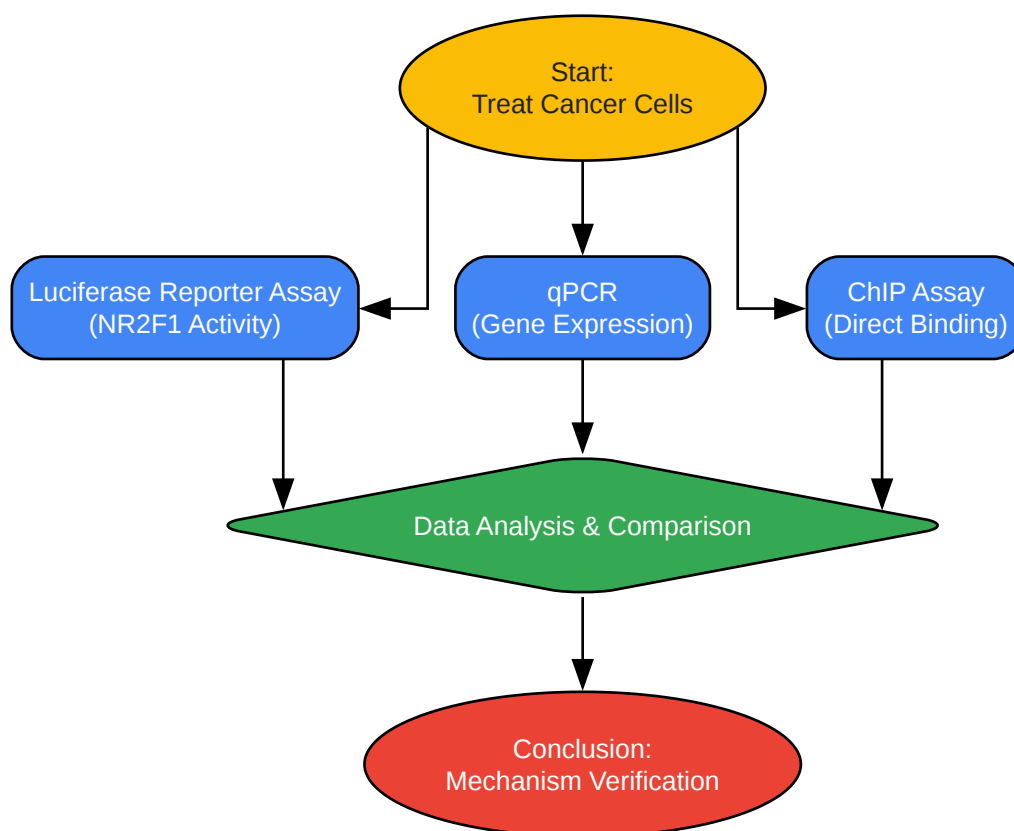 Start:
Treat Cancer Cells
Luciferase Reporter Assay
(NR2F1 Activity)
qPCR
(Gene Expression)
ChIP Assay
(Direct Binding)
Data Analysis & Comparison
Conclusion:
Mechanism Verification